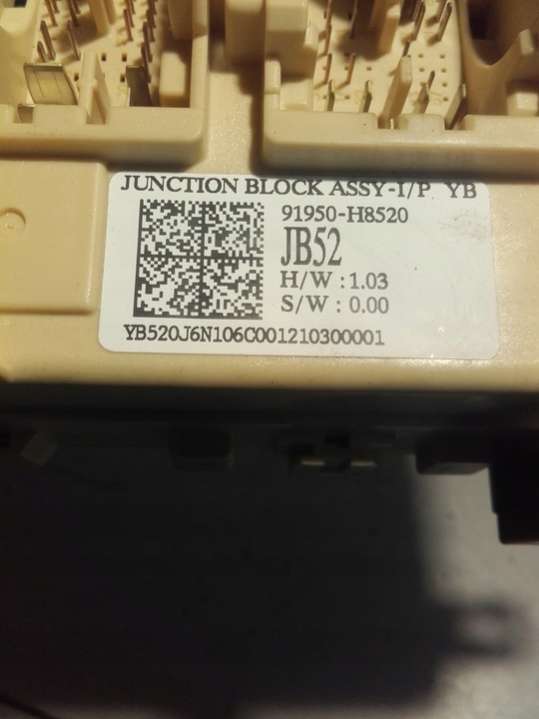 JUNCTION BLOCK ASSY-I/P YB
91950-H8520
JB52
H/W : 1.03
S/W : 0.00
YB520J6N106C001210300001